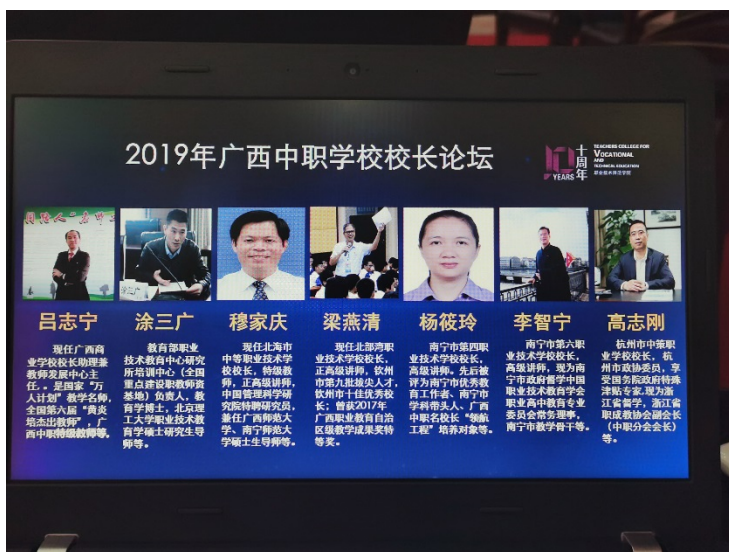 2019年广西中职学校校长论坛
10
YEARS
十周年
TEACHERS COLLEGE FOR
VOCATIONAL
AND
TECHNICAL EDUCATION
职业技术师范学院
吕志宁
现任广西商
业学校校长助理兼
教师发展中心主
任。。是国家“万
人计划”教学名师,
全国第六届“黄炎
培杰出教师”,广
西中职特级教师等。
涂三广
教育部职业
技术教育中心研究
所培训中心(全国
重点建设职教师资
基地)负责人,教
育学博士,北京理
工大学职业技术教
育学硕士研究生导
师等。
穆家庆
现任北海市
中等职业技术学
校校长,特级教
师,正高级讲师,
中国管理科学研
究院特聘研究员,
兼任广西师范大
学、南宁师范大
学硕士生导师等。
梁燕清
现任北部湾职
业技术学校校长,
正高级讲师,钦州
市第九批拔尖人才,
钦州市十佳优秀校
长;曾获2017年
广西职业教育自治
区级教学成果奖特
等奖。
杨筱玲
南宁市第四职
业技术学校校长,
高级讲师。先后被
评为南宁市优秀教
育工作者、南宁市
学科带头人、广西
中职名校长“领航
工程”培养对象等。
李智宁
南宁市第六职
业技术学校校长,
高级讲师,现为南
宁市政府督学中国
职业技术教育学会
职业高中教育专业
委员会常务理事,
南宁市教学骨干等。
高志刚
杭州市中策职
业学校校长,杭
州市政协委员,享
受国务院政府特殊
津贴专家.现为浙
江省督学,浙江省
职成教协会副会长
(中职分会会长)
等。